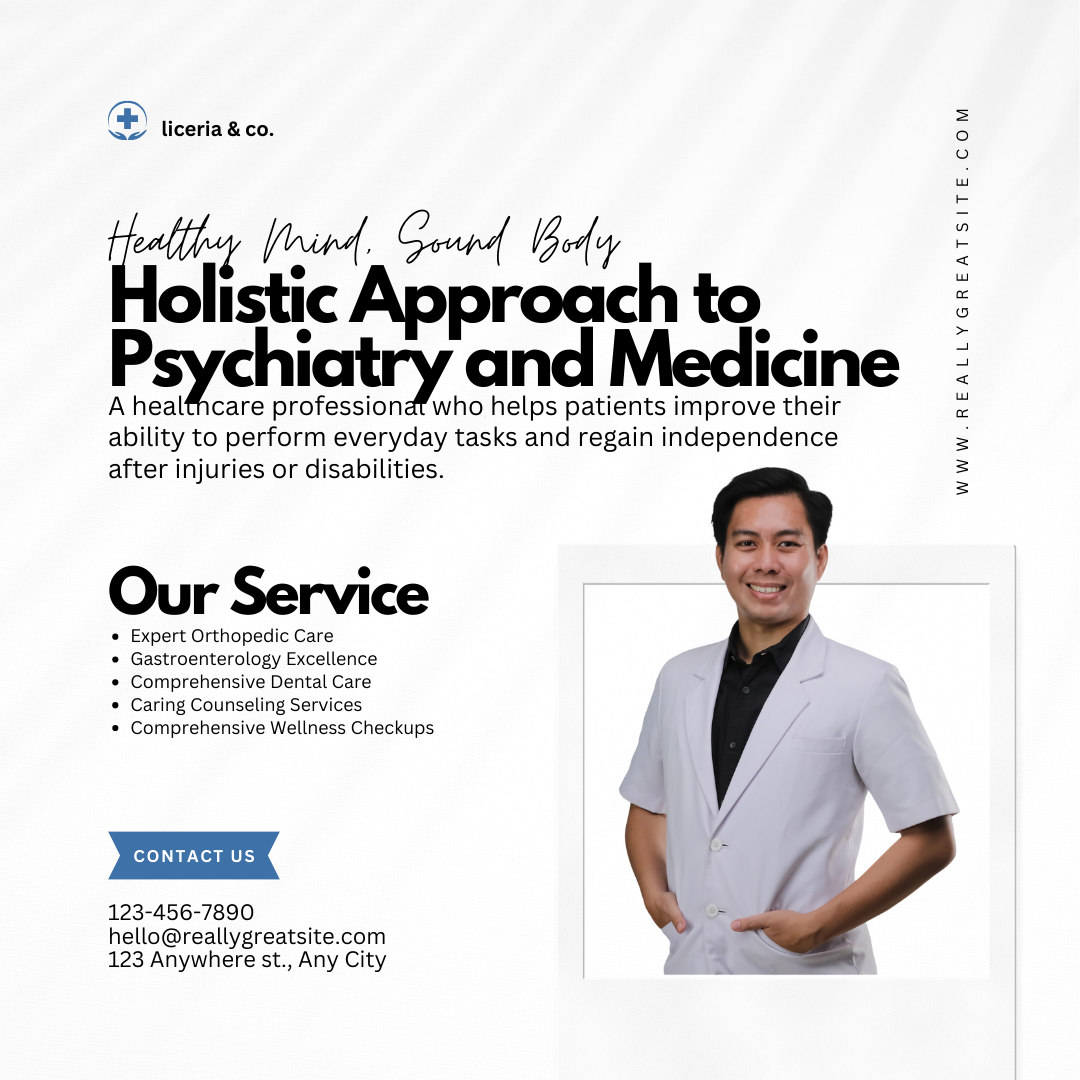 liceria & co.
WWW.REALLYGREATSITE.COM
Healthy Mind, Sound Body
Holistic Approach to
Psychiatry and Medicine
A healthcare professional who helps patients improve their
ability to perform everyday tasks and regain independence
after injuries or disabilities.
Our Service
• Expert Orthopedic Care
• Gastroenterology Excellence
• Comprehensive Dental Care
• Caring Counseling Services
• Comprehensive Wellness Checkups
CONTACT US
123-456-7890
hello@reallygreatsite.com
123 Anywhere st., Any City